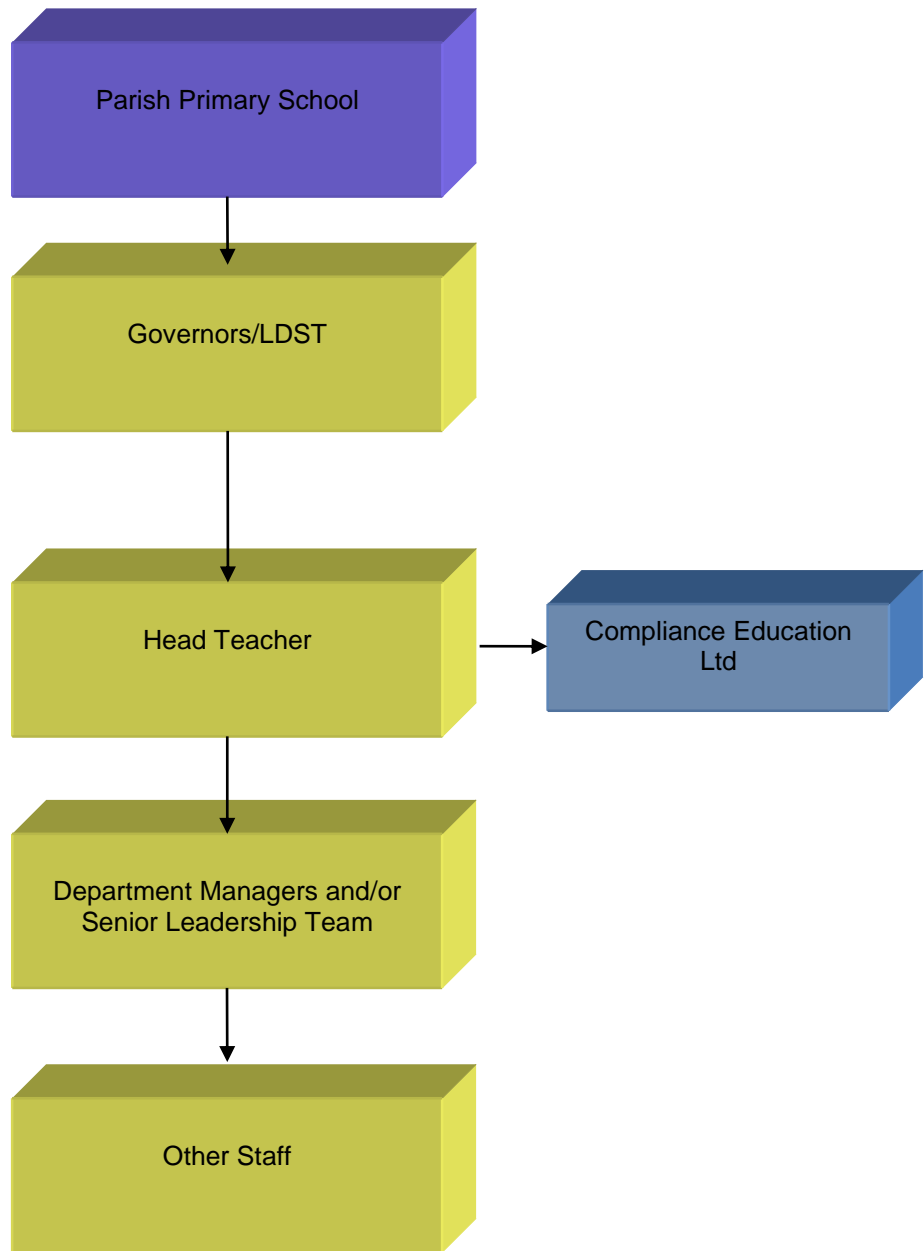 Parish Primary School
Governors/LDST
Head Teacher
Compliance Education
Ltd
Department Managers and/or
Senior Leadership Team
Other Staff